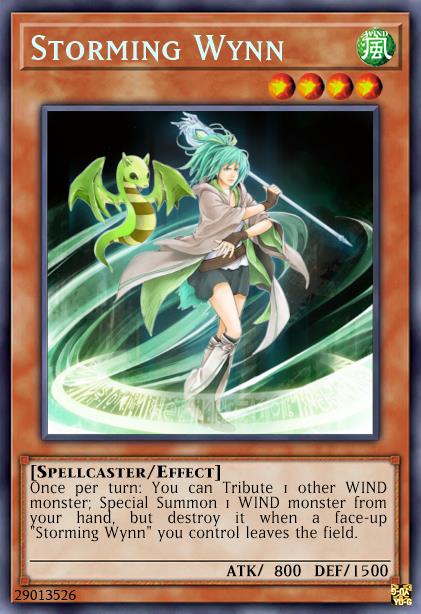 Storming Wynn
WIND
風
[Spellcaster/Effect]
Once per turn: You can Tribute 1 other WIND
monster; Special Summon 1 WIND monster from
your hand, but destroy it when a face-up
"Storming Wynn" you control leaves the field.
ATK/ 800 DEF/1500
29013526